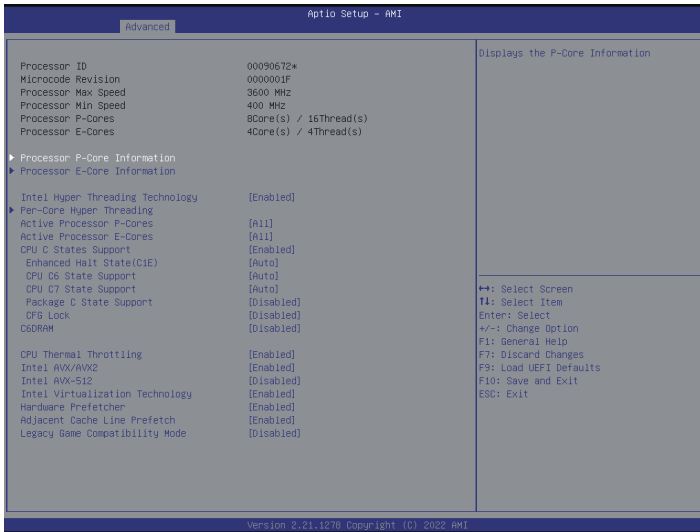 Aptio Setup – AMI
Advanced
Processor ID 00090672*
Microcode Revision 0000001F
Processor Max Speed 3600 MHz
Processor Min Speed 400 MHz
Processor P-Cores 8Core(s) / 16Thread(s)
Processor E-Cores 4Core(s) / 4Thread(s)
Processor P-Core Information
Processor E-Core Information
Intel Hyper Threading Technology [Enabled]
Per-Core Hyper Threading
Active Processor P-Cores [All]
Active Processor E-Cores [All]
CPU C States Support [Enabled]
Enhanced Halt State(C1E) [Auto]
CPU C6 State Support [Auto]
CPU C7 State Support [Auto]
Package C State Support [Disabled]
CFG Lock [Disabled]
C6DRAM [Disabled]
CPU Thermal Throttling [Enabled]
Intel AVX/AVX2 [Enabled]
Intel AVX-512 [Disabled]
Intel Virtualization Technology [Enabled]
Hardware Prefetcher [Enabled]
Adjacent Cache Line Prefetch [Enabled]
Legacy Game Compatibility Mode [Disabled]
Displays the P-Core Information
↔: Select Screen
↑↓: Select Item
Enter: Select
+/-: Change Option
F1: General Help
F7: Discard Changes
F9: Load UEFI Defaults
F10: Save and Exit
ESC: Exit
Version 2.21.1278 Copyright (C) 2022 AMI